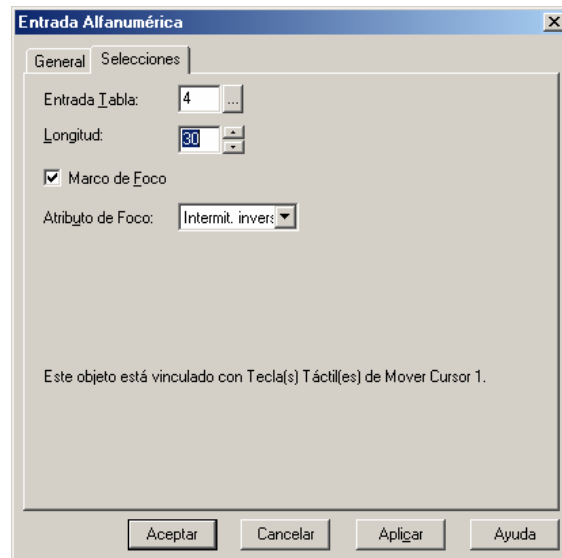 Entrada Alfanumérica
General Selecciones
Entrada Tabla: 4 ...
Longitud: 30
Marco de Foco
Atributo de Foco: Intermit. invers
Este objeto está vinculado con Tecla(s) Táctil(es) de Mover Cursor 1.
Aceptar Cancelar Aplicar Ayuda